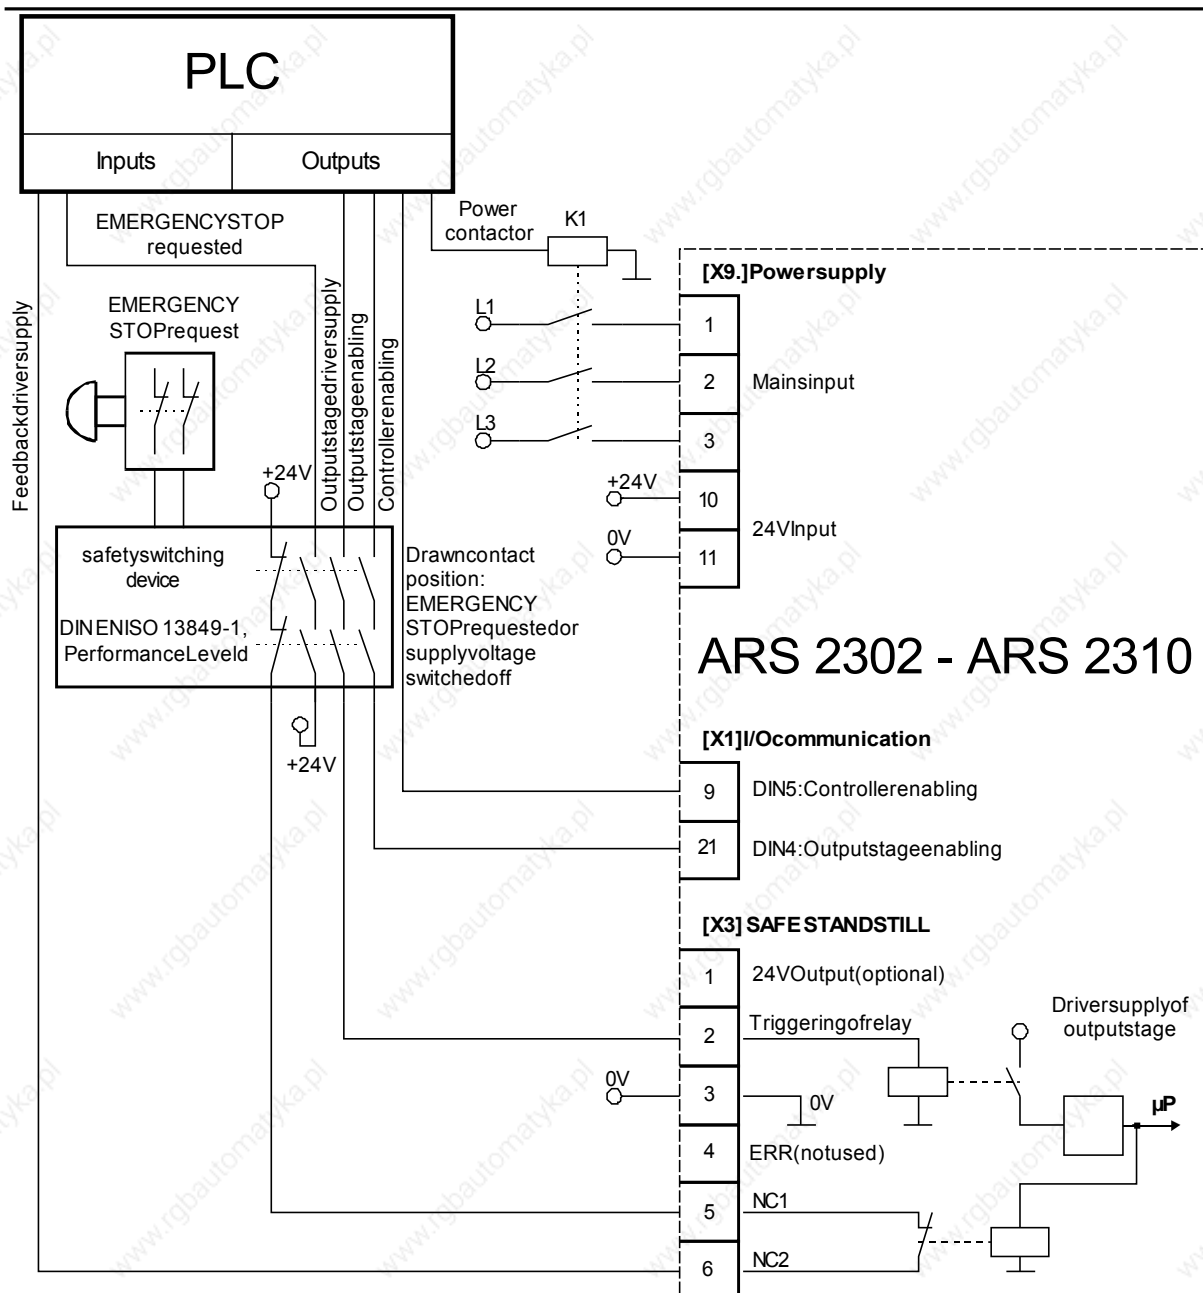 PLC
Inputs
Outputs
EMERGENCYSTOP
requested
Power
contactor
K1
[X9.]Powersupply
EMERGENCY
STOPrequest
Feedbackdriversupply
Outputstagedriversupply
Outputstageenabling
Controllerenabling
L1
1
L2
2
Mainsinput
L3
3
+24V
+24V
10
24VInput
0V
11
safetyswitching
device
DINENISO 13849-1,
PerformanceLeveld
Drawncontact
position:
EMERGENCY
STOPrequestedor
supplyvoltage
switchedoff
+24V
ARS 2302 - ARS 2310
[X1]I/Ocommunication
9
DIN5:Controllerenabling
21
DIN4:Outputstageenabling
[X3] SAFE STANDSTILL
1
24VOutput(optional)
2
Triggeringofrelay
Driversupplyof
outputstage
0V
3
0V
µP
4
ERR(notused)
5
NC1
6
NC2
www.rgbautomatyka.pl